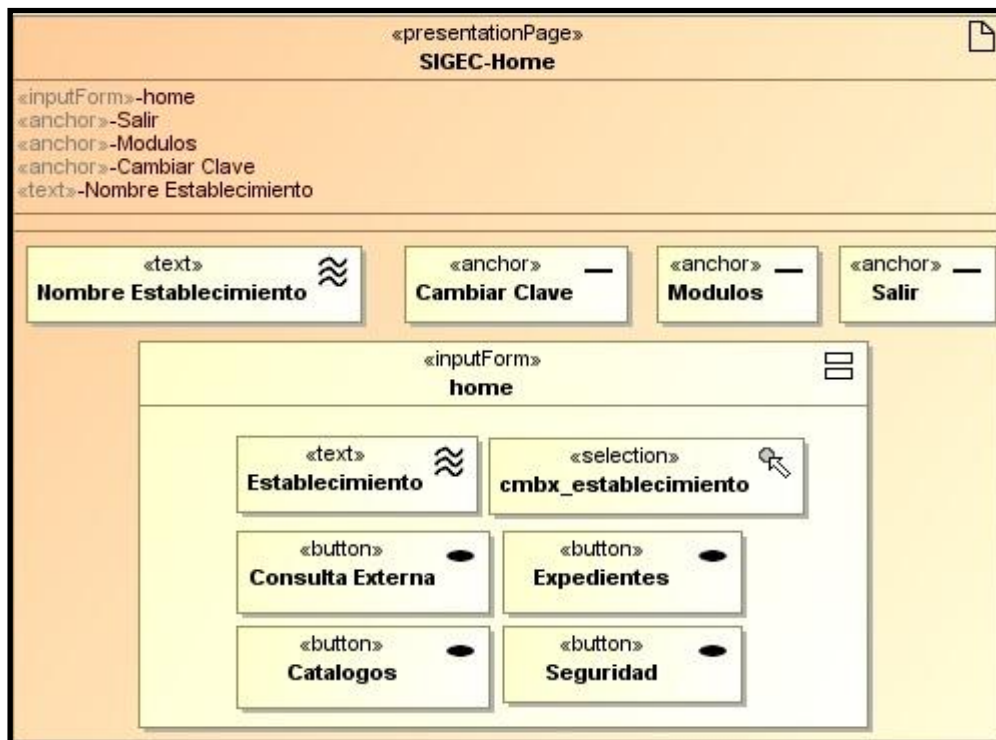 «presentationPage»
SIGEC-Home
«inputForm»-home
«anchor»-Salir
«anchor»-Modulos
«anchor»-Cambiar Clave
«text»-Nombre Establecimiento
«text»
Nombre Establecimiento
«anchor»
Cambiar Clave
«anchor»
Modulos
«anchor»
Salir
«inputForm»
home
«text»
Establecimiento
«selection»
cmbx_establecimiento
«button»
Consulta Externa
«button»
Expedientes
«button»
Catalogos
«button»
Seguridad